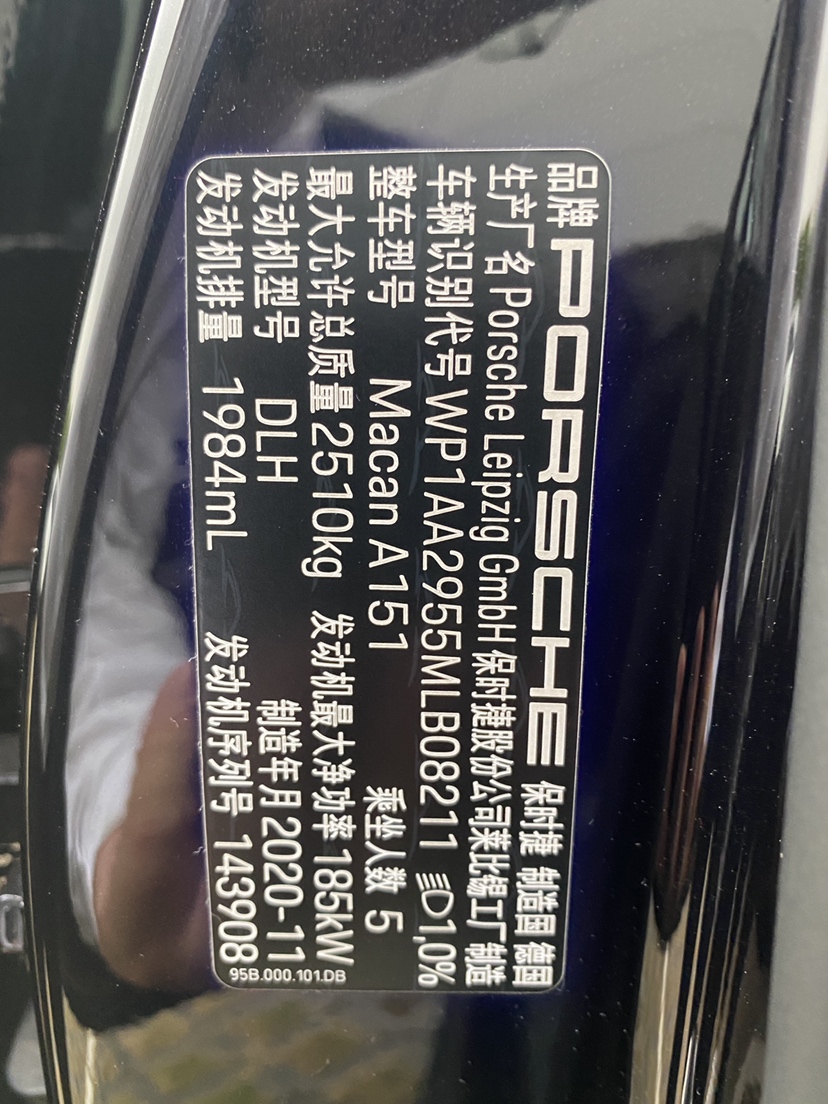 品牌 PORSCHE 保时捷 制造国 德国
生产厂名 Porsche Leipzig GmbH 保时捷股份公司莱比锡工厂 制造
车辆识别代号 WP1AA2955MLB08211 1,0%
整车型号 Macan A151 乘坐人数 5
最大允许总质量 2510kg 发动机最大净功率 185kW
发动机型号 DLH 制造年月 2020-11
发动机排量 1984mL 发动机序列号 143908
95B.000.101.DB